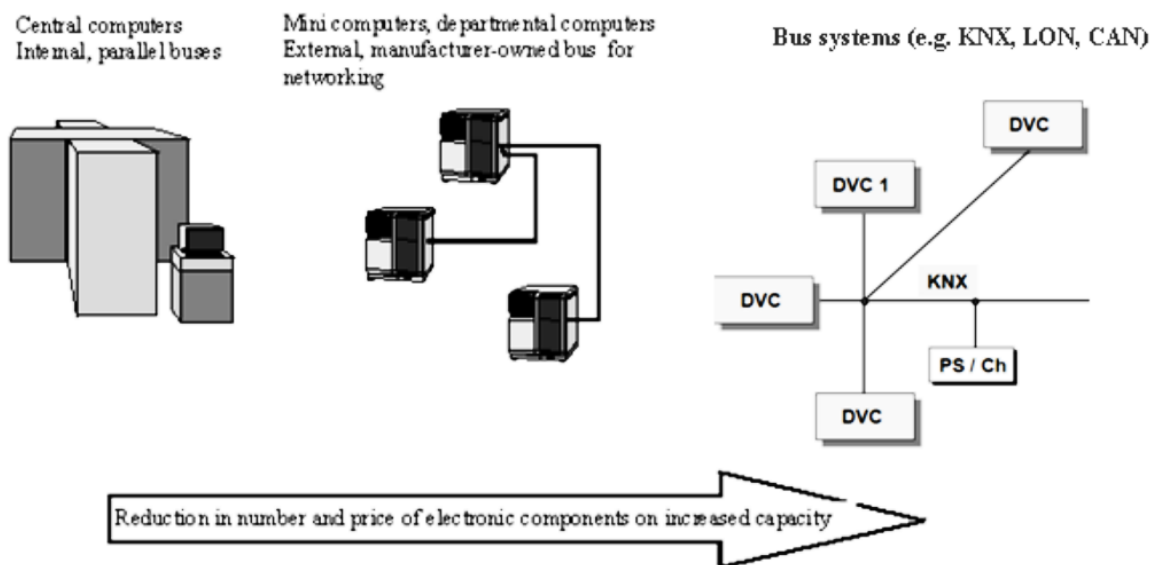 Central computers
Internal, parallel buses
Mini computers, departmental computers
External, manufacturer-owned bus for
networking
Bus systems (e.g. KNX, LON, CAN)
DVC
DVC 1
DVC
KNX
PS / Ch
DVC
Reduction in number and price of electronic components on increased capacity